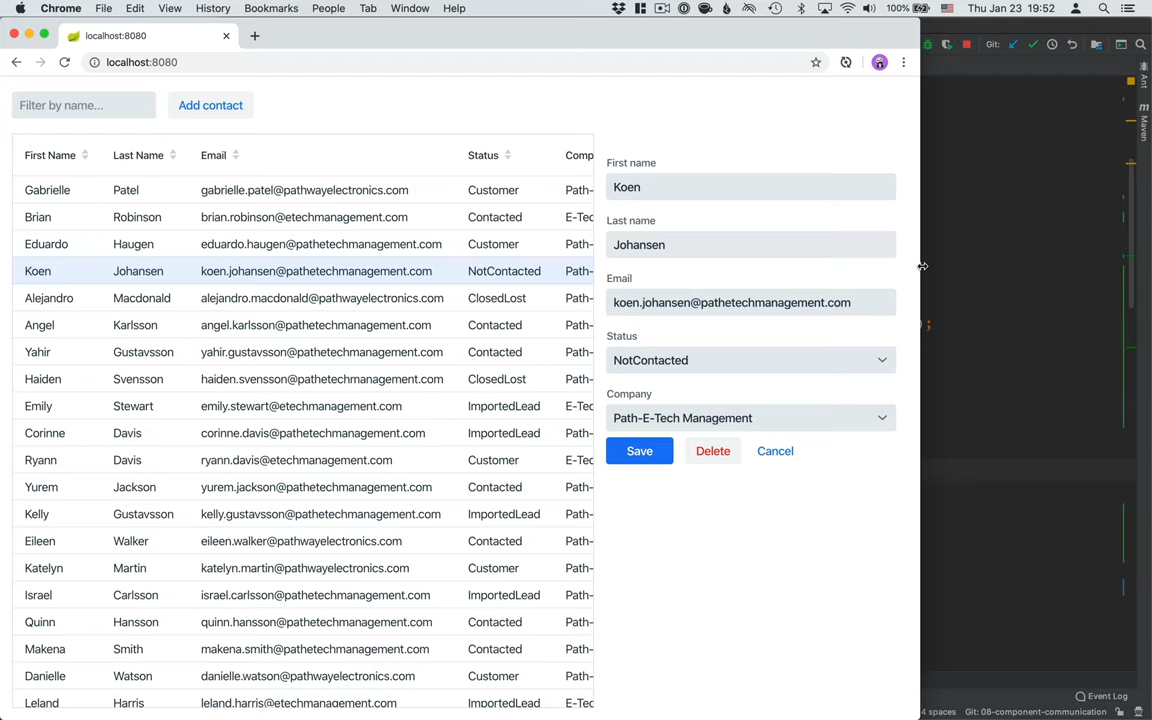 Chrome File Edit View History Bookmarks People Tab Window Help 100% Thu Jan 23 19:52
localhost:8080
Git:
localhost:8080
Filter by name... Add contact
First Name Last Name Email Status Comp
Gabrielle Patel gabrielle.patel@pathwayelectronics.com Customer Path-
Brian Robinson brian.robinson@etechmanagement.com Contacted E-Tec
Eduardo Haugen eduardo.haugen@pathetechmanagement.com Customer Path-
Koen Johansen koen.johansen@pathetechmanagement.com NotContacted Path-
Alejandro Macdonald alejandro.macdonald@pathwayelectronics.com ClosedLost Path-
Angel Karlsson angel.karlsson@pathetechmanagement.com Contacted Path-
Yahir Gustavsson yahir.gustavsson@pathetechmanagement.com Contacted Path-
Haiden Svensson haiden.svensson@pathetechmanagement.com ClosedLost Path-
Emily Stewart emily.stewart@etechmanagement.com ImportedLead E-Tec
Corinne Davis corinne.davis@pathetechmanagement.com ImportedLead Path-
Ryann Davis ryann.davis@etechmanagement.com Customer E-Tec
Yurem Jackson yurem.jackson@pathetechmanagement.com Contacted Path-
Kelly Gustavsson kelly.gustavsson@pathetechmanagement.com ImportedLead Path-
Eileen Walker eileen.walker@pathwayelectronics.com Contacted Path-
Katelyn Martin katelyn.martin@pathwayelectronics.com Customer Path-
Israel Carlsson israel.carlsson@pathetechmanagement.com ImportedLead Path-
Quinn Hansson quinn.hansson@pathetechmanagement.com Contacted Path-
Makena Smith makena.smith@pathetechmanagement.com Contacted Path-
Danielle Watson danielle.watson@pathetechmanagement.com Customer Path-
Leland Harris leland.harris@etechmanagement.com ImportedLead E-Tec
First name
Koen
Last name
Johansen
Email
koen.johansen@pathetechmanagement.com
Status
NotContacted
Company
Path-E-Tech Management
Save Delete Cancel
);
Ant
m
Maven
Event Log
4 spaces Git: 08-component-communication